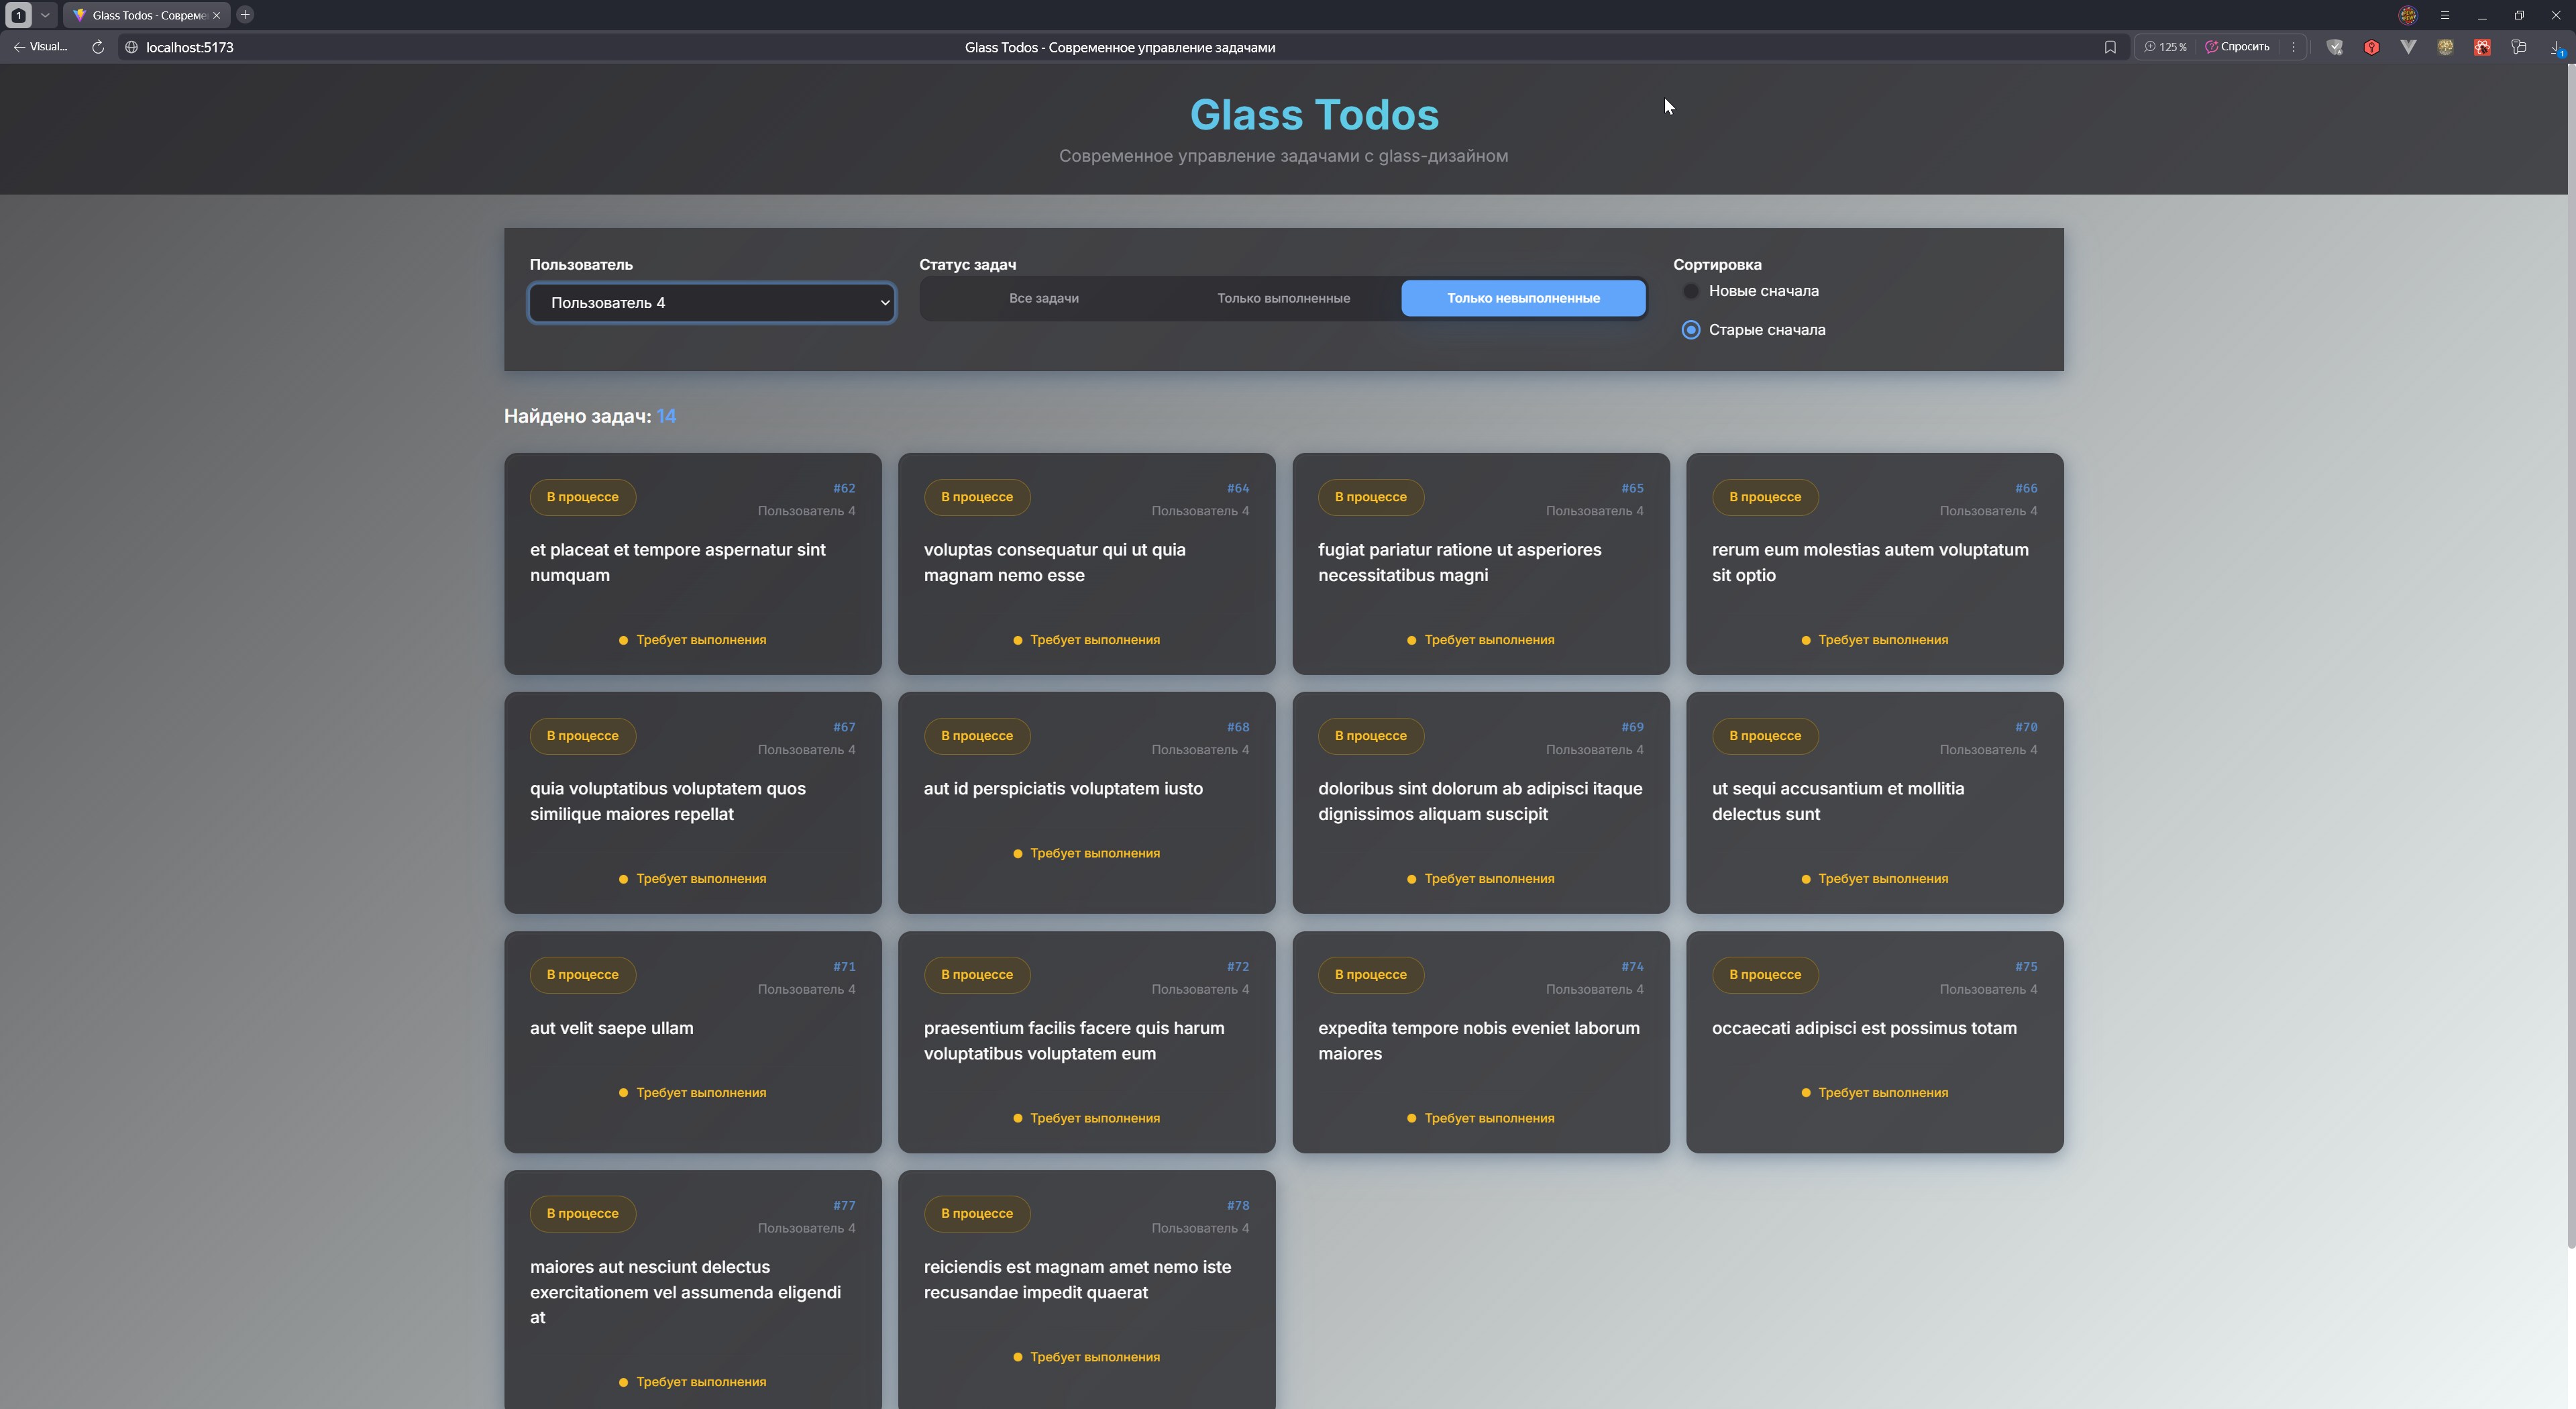 1
Glass Todos - Совреме
Visual...
localhost:5173
Glass Todos - Современное управление задачами
125 %
Спросить
1
Glass Todos
Современное управление задачами с glass-дизайном
Пользователь
Пользователь 4
Статус задач
Все задачи
Только выполненные
Только невыполненные
Сортировка
Новые сначала
Старые сначала
Найдено задач: 14
В процессе
#62
Пользователь 4
et placeat et tempore aspernatur sint
numquam
Требует выполнения
В процессе
#64
Пользователь 4
voluptas consequatur qui ut quia
magnam nemo esse
Требует выполнения
В процессе
#65
Пользователь 4
fugiat pariatur ratione ut asperiores
necessitatibus magni
Требует выполнения
В процессе
#66
Пользователь 4
rerum eum molestias autem voluptatum
sit optio
Требует выполнения
В процессе
#67
Пользователь 4
quia voluptatibus voluptatem quos
similique maiores repellat
Требует выполнения
В процессе
#68
Пользователь 4
aut id perspiciatis voluptatem iusto
Требует выполнения
В процессе
#69
Пользователь 4
doloribus sint dolorum ab adipisci itaque
dignissimos aliquam suscipit
Требует выполнения
В процессе
#70
Пользователь 4
ut sequi accusantium et mollitia
delectus sunt
Требует выполнения
В процессе
#71
Пользователь 4
aut velit saepe ullam
Требует выполнения
В процессе
#72
Пользователь 4
praesentium facilis facere quis harum
voluptatibus voluptatem eum
Требует выполнения
В процессе
#74
Пользователь 4
expedita tempore nobis eveniet laborum
maiores
Требует выполнения
В процессе
#75
Пользователь 4
occaecati adipisci est possimus totam
Требует выполнения
В процессе
#77
Пользователь 4
maiores aut nesciunt delectus
exercitationem vel assumenda eligendi
at
Требует выполнения
В процессе
#78
Пользователь 4
reiciendis est magnam amet nemo iste
recusandae impedit quaerat
Требует выполнения